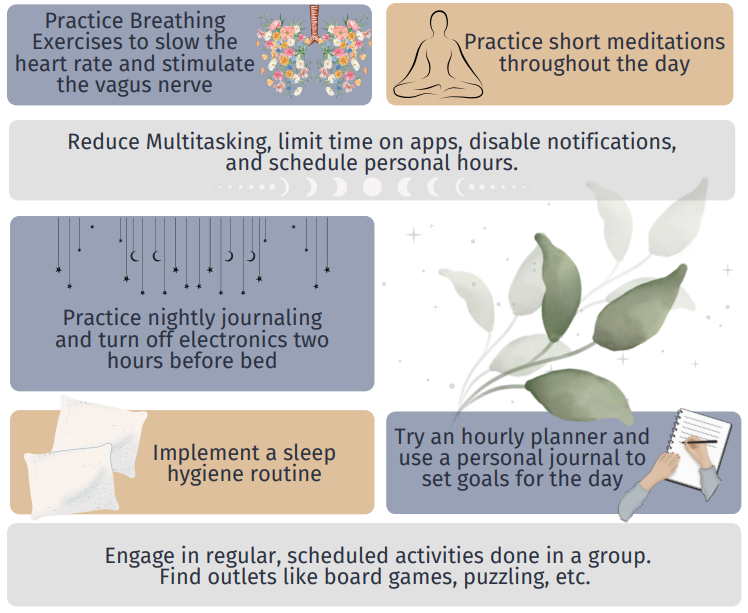 Practice Breathing
Exercises to slow the
heart rate and stimulate
the vagus nerve
Practice short meditations
throughout the day
Reduce Multitasking, limit time on apps, disable notifications,
and schedule personal hours.
Practice nightly journaling
and turn off electronics two
hours before bed
Implement a sleep
hygiene routine
Try an hourly planner and
use a personal journal to
set goals for the day
Engage in regular, scheduled activities done in a group.
Find outlets like board games, puzzling, etc.